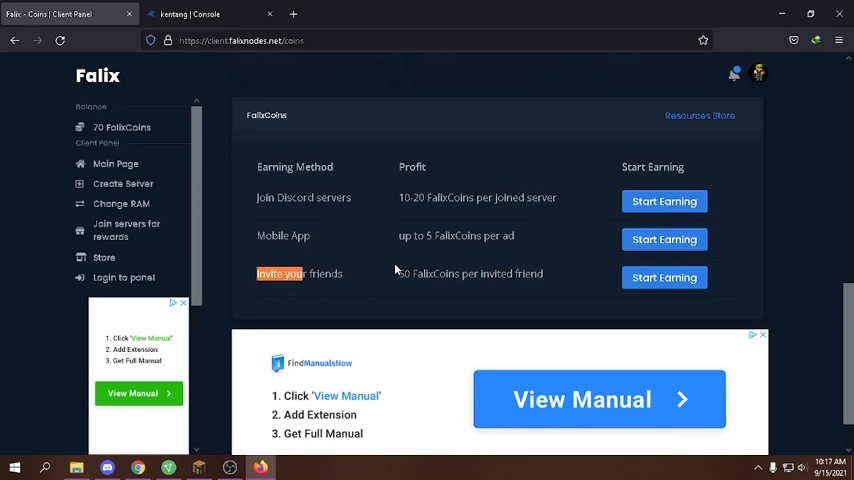 Falix - Coins | Client Panel
kentang | Console
https://client.falixnodes.net/coins
Falix
Balance
70 FalixCoins
Client Panel
Main Page
Create Server
Change RAM
Join servers for
rewards
Store
Login to panel
FalixCoins
Resources Store
Earning Method
Profit
Start Earning
Join Discord servers
10-20 FalixCoins per joined server
Start Earning
Mobile App
up to 5 FalixCoins per ad
Start Earning
Invite your friends
50 FalixCoins per invited friend
Start Earning
1. Click 'View Manual'
2. Add Extension
3. Get Full Manual
View Manual
FindManualsNow
1. Click 'View Manual'
2. Add Extension
3. Get Full Manual
View Manual
10:17 AM
9/15/2021